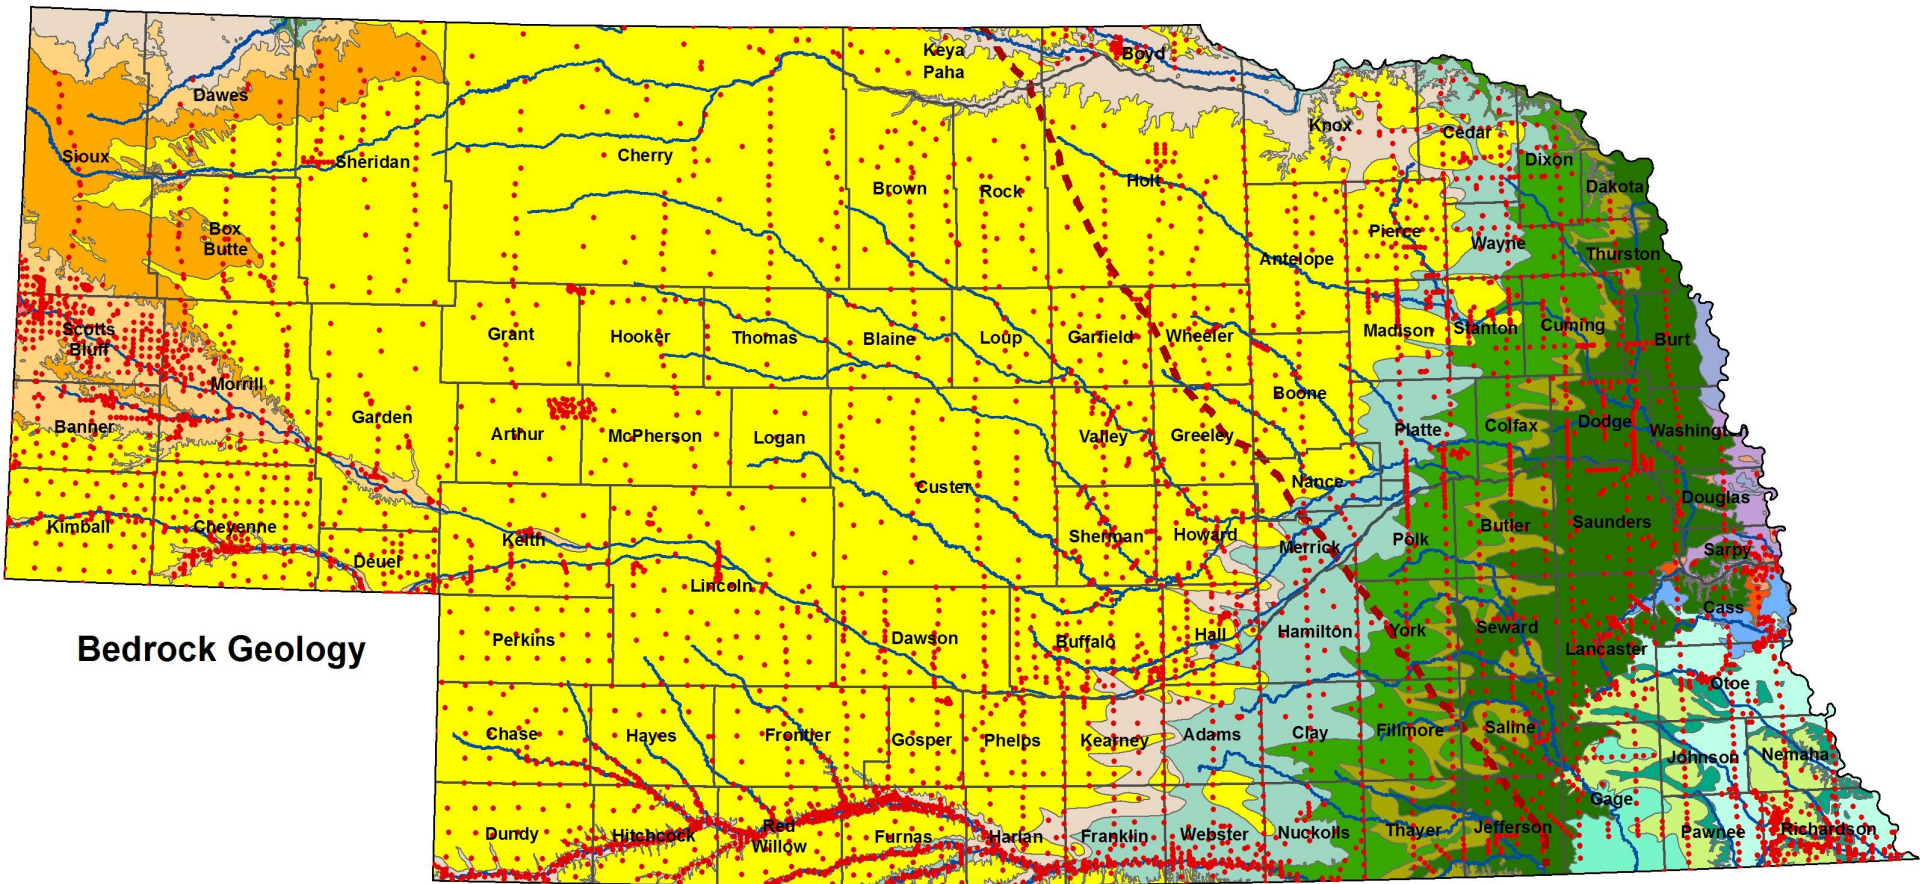 Keya
Paha
Boyd
Dawes
Knox
Cedar
Sioux
Sheridan
Cherry
Dixon
Holt
Brown
Rock
Dakota
Box
Butte
Pierce
Wayne
Antelope
Thurston
Scotts
Bluff
Grant
Hooker
Thomas
Blaine
Loup
Garfield
Wheeler
Madison
Stanton
Cuming
Burt
Morrill
Boone
Banner
Garden
Arthur
McPherson
Logan
Valley
Greeley
Platte
Colfax
Dodge
Washington
Custer
Nance
Douglas
Kimball
Cheyenne
Keith
Sherman
Howard
Merrick
Polk
Butler
Saunders
Sarpy
Deuel
Lincoln
Cass
Bedrock Geology
Perkins
Dawson
Buffalo
Hall
Hamilton
York
Seward
Lancaster
Otoe
Chase
Hayes
Frontier
Gosper
Phelps
Kearney
Adams
Clay
Fillmore
Saline
Johnson
Nemaha
Gage
Dundy
Hitchcock
Red
Willow
Furnas
Harlan
Franklin
Webster
Nuckolls
Thayer
Jefferson
Pawnee
Richardson